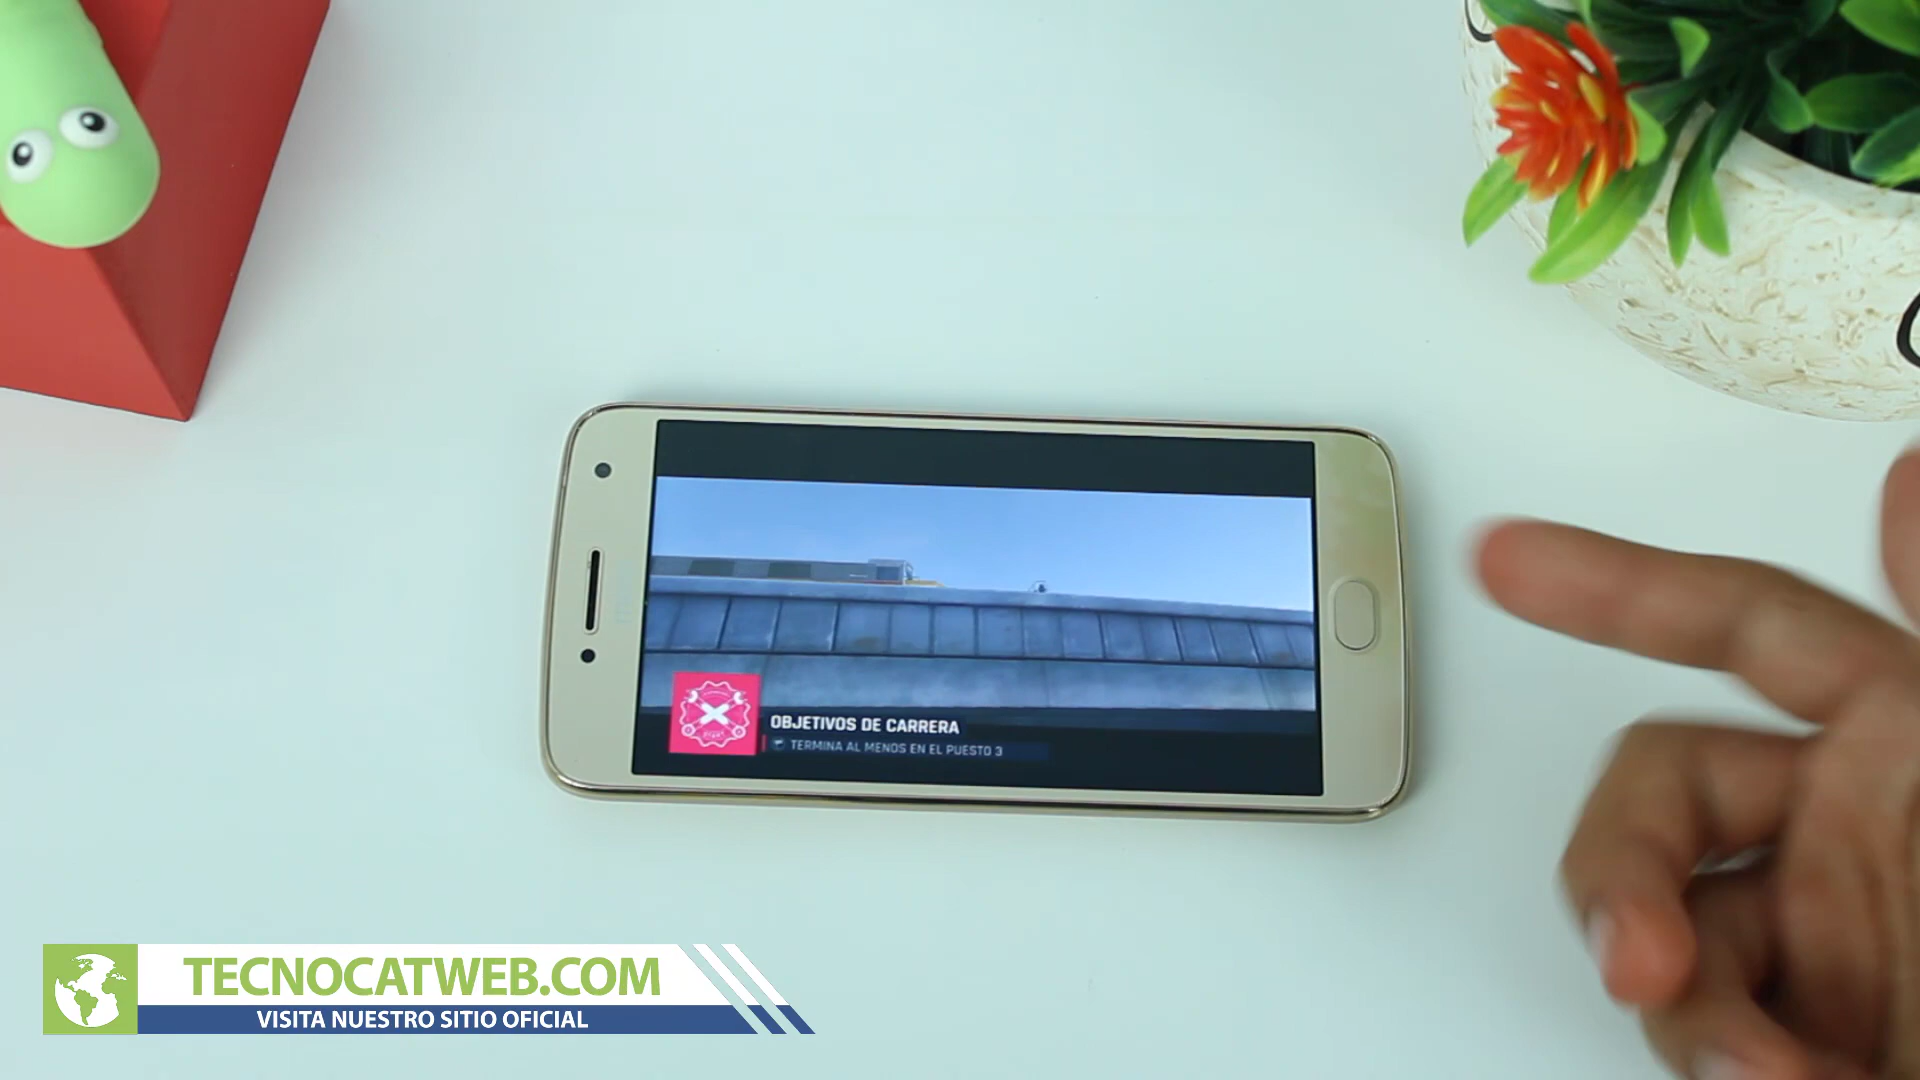 OBJETIVOS DE CARRERA
TERMINA AL MENOS EN EL PUESTO 3
TECNOCATWEB.COM
VISITA NUESTRO SITIO OFICIAL